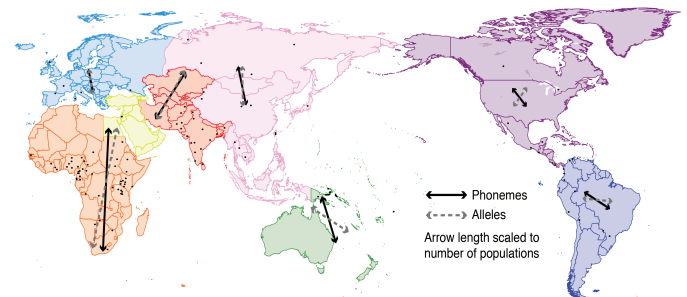 Phonemes
Alleles
Arrow length scaled to
number of populations